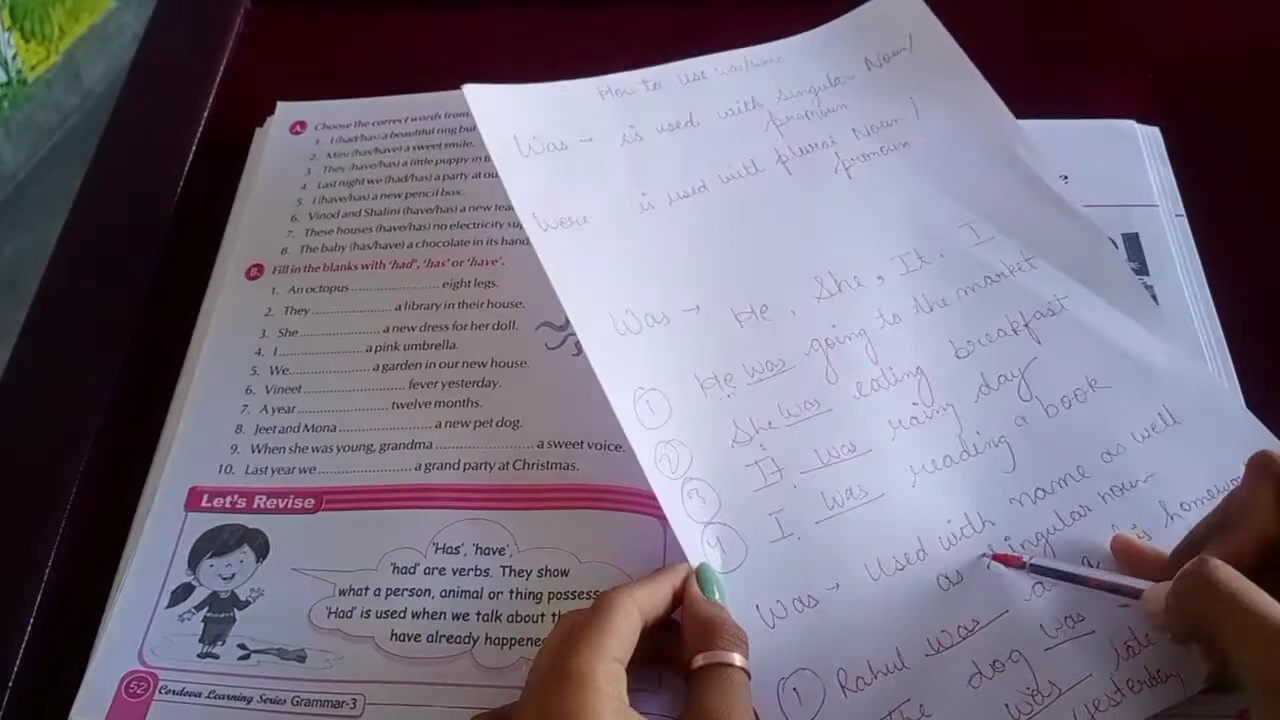 A. Choose the correct words from
1. I (had/has) a beautiful ring but
2. Mini (has/have) a sweet smile.
3. They (have/has) a little puppy in
4. Last night we (had/has) a party at
5. I (have/has) a new pencil box.
6. Vinod and Shalini (have/has) a new
7. These houses (have/has) no electricity
8. The baby (has/have) a chocolate in its hand
B. Fill in the blanks with 'had', 'has' or 'have'.
1. An octopus ........................ eight legs.
2. They ...................... a library in their house.
3. She ...................... a new dress for her doll.
4. I ........................ a pink umbrella.
5. We ...................... a garden in our new house.
6. Vineet .......................... fever yesterday.
7. A year ........................ twelve months.
8. Jeet and Mona ........................ a new pet dog.
9. When she was young, grandma .......................... a sweet voice.
10. Last year we ........................ a grand party at Christmas.
Let's Revise
'Has', 'have',
'had' are verbs. They show
what a person, animal or thing possess
'Had' is used when we talk about
have already happene
52 Cordova Learning Series Grammar-3
?
How to use was/were
Was → is used with singular Noun/
pronoun
Were is used with plural Noun/
pronoun
Was → He, She, It. I
① He was going to the market
② She was eating breakfast
③ It was raing day
④ I was reading a book
Was → Used with name as well
as singular noun
① Rahul was homework
The dog was
was late
yesterday